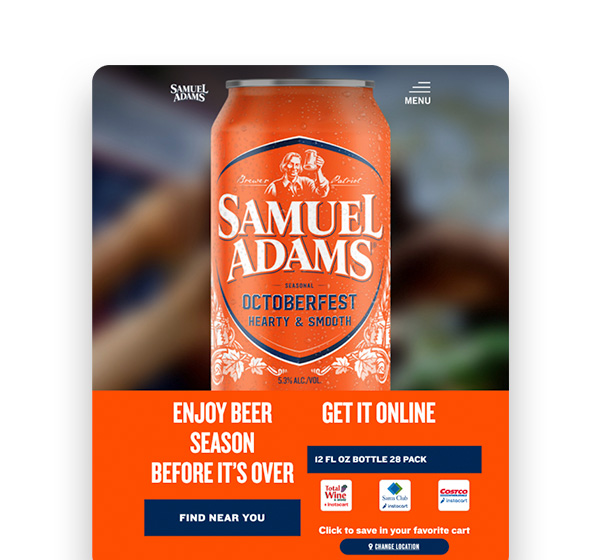 SAMUEL
ADAMS
MENU
Brewer Patriot
SAMUEL
ADAMS
SEASONAL
OCTOBERFEST
HEARTY & SMOOTH
5.3% ALC./VOL.
ENJOY BEER
SEASON
BEFORE IT'S OVER
FIND NEAR YOU
GET IT ONLINE
12 FL OZ BOTTLE 28 PACK
Total
Wine
instacart
Sam's Club
instacart
COSTCO
instacart
Click to save in your favorite cart
CHANGE LOCATION